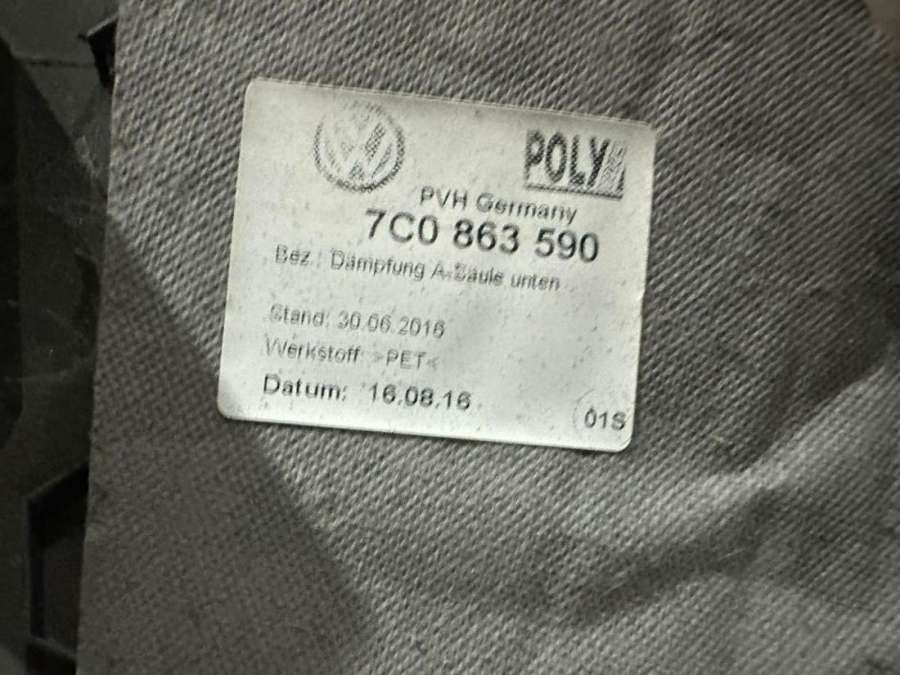 POLY
PVH Germany
7C0 863 590
Bez.: Dämpfung A-Säule unten
Stand: 30.06.2016
Werkstoff: >PET<
Datum: 16.08.16
01S